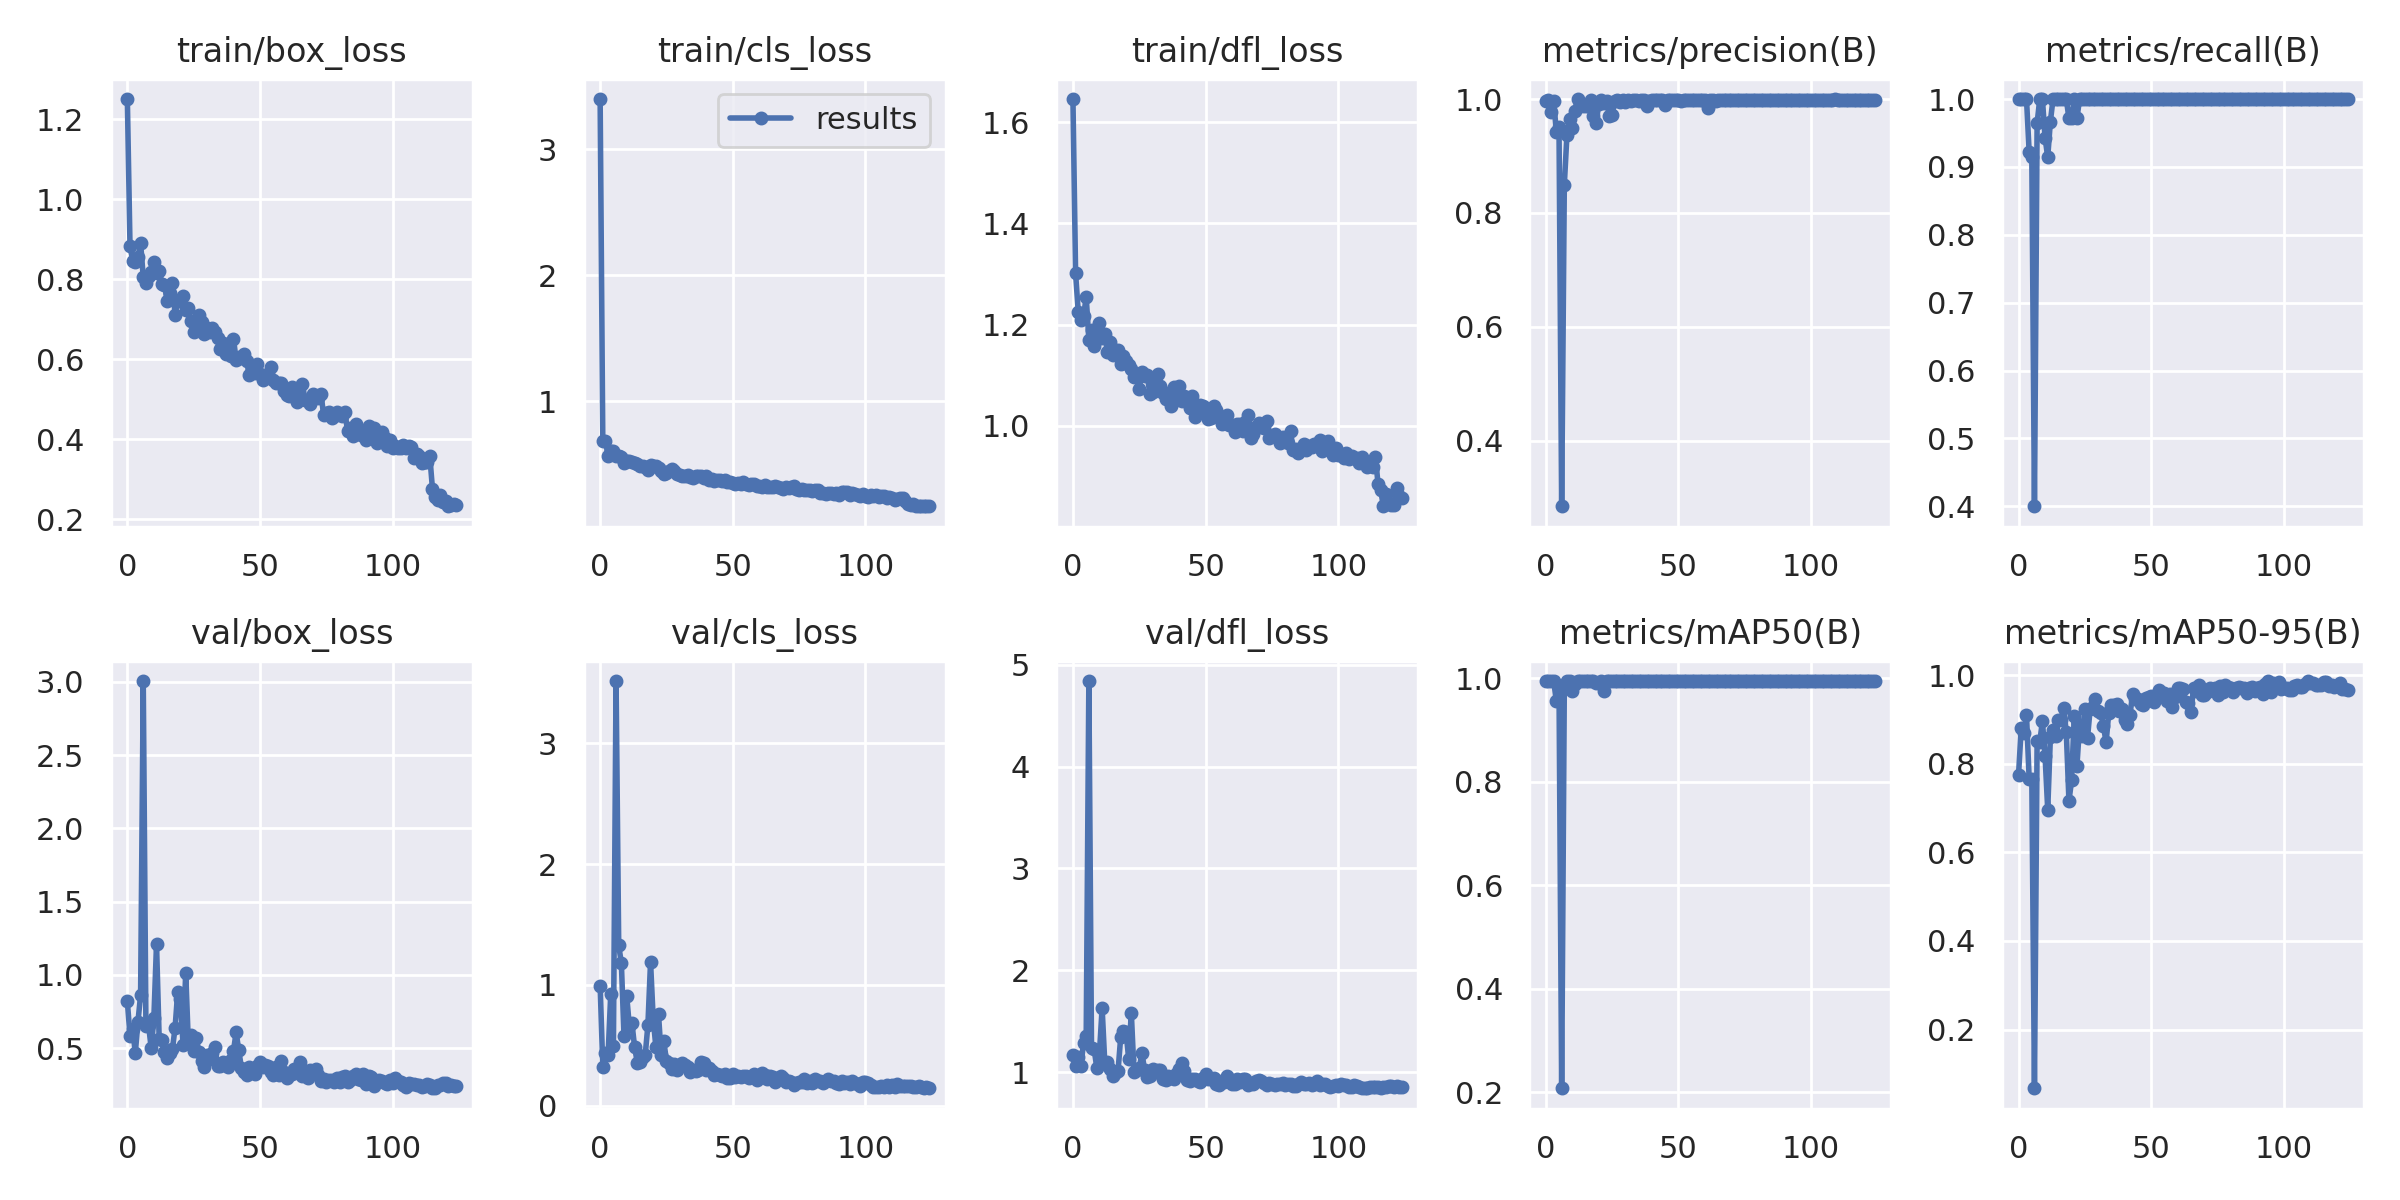 train/box_loss
train/cls_loss
train/dfl_loss
metrics/precision(B)
metrics/recall(B)
1.2
1.0
0.8
0.6
0.4
0.2
0 50 100
results
3
2
1
0 50 100
1.6
1.4
1.2
1.0
0 50 100
1.0
0.8
0.6
0.4
0 50 100
1.0
0.9
0.8
0.7
0.6
0.5
0.4
0 50 100
val/box_loss
val/cls_loss
val/dfl_loss
metrics/mAP50(B)
metrics/mAP50-95(B)
3.0
2.5
2.0
1.5
1.0
0.5
0 50 100
3
2
1
0
0 50 100
5
4
3
2
1
0 50 100
1.0
0.8
0.6
0.4
0.2
0 50 100
1.0
0.8
0.6
0.4
0.2
0 50 100